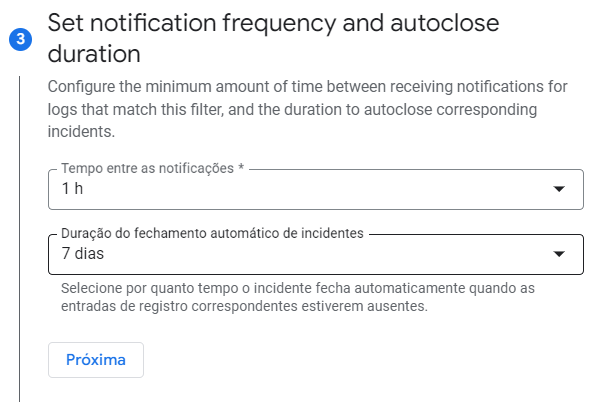 3
Set notification frequency and autoclose
duration
Configure the minimum amount of time between receiving notifications for
logs that match this filter, and the duration to autoclose corresponding
incidents.
Tempo entre as notificações *
1 h
Duração do fechamento automático de incidentes
7 dias
Selecione por quanto tempo o incidente fecha automaticamente quando as
entradas de registro correspondentes estiverem ausentes.
Próxima